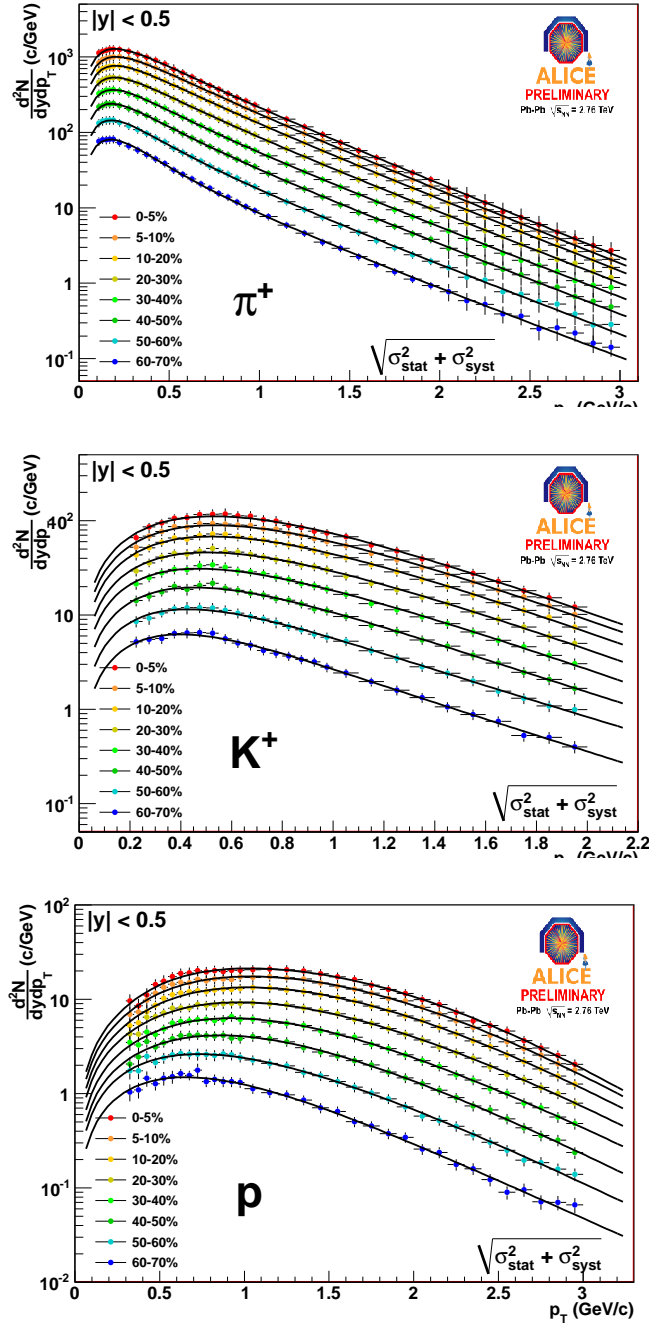 |y| < 0.5
d²N/dydp_T (c/GeV)
10³
10²
10
1
10⁻¹
ALICE
PRELIMINARY
Pb-Pb √s_NN = 2.76 TeV
0-5%
5-10%
10-20%
20-30%
30-40%
40-50%
50-60%
60-70%
π⁺
√σ²_stat + σ²_syst
0 0.5 1 1.5 2 2.5 3
(GeV/c)
|y| < 0.5
d²N/dydp (c/GeV)
10²
10
1
10⁻¹
ALICE
PRELIMINARY
Pb-Pb √s_NN = 2.76 TeV
0-5%
5-10%
10-20%
20-30%
30-40%
40-50%
50-60%
60-70%
K⁺
√σ²_stat + σ²_syst
0 0.2 0.4 0.6 0.8 1 1.2 1.4 1.6 1.8 2 2.2
(GeV/c)
|y| < 0.5
d²N/dydp_T (c/GeV)
10²
10
1
10⁻¹
10⁻²
ALICE
PRELIMINARY
Pb-Pb √s_NN = 2.76 TeV
0-5%
5-10%
10-20%
20-30%
30-40%
40-50%
50-60%
60-70%
p
√σ²_stat + σ²_syst
0 0.5 1 1.5 2 2.5 3
p_T (GeV/c)